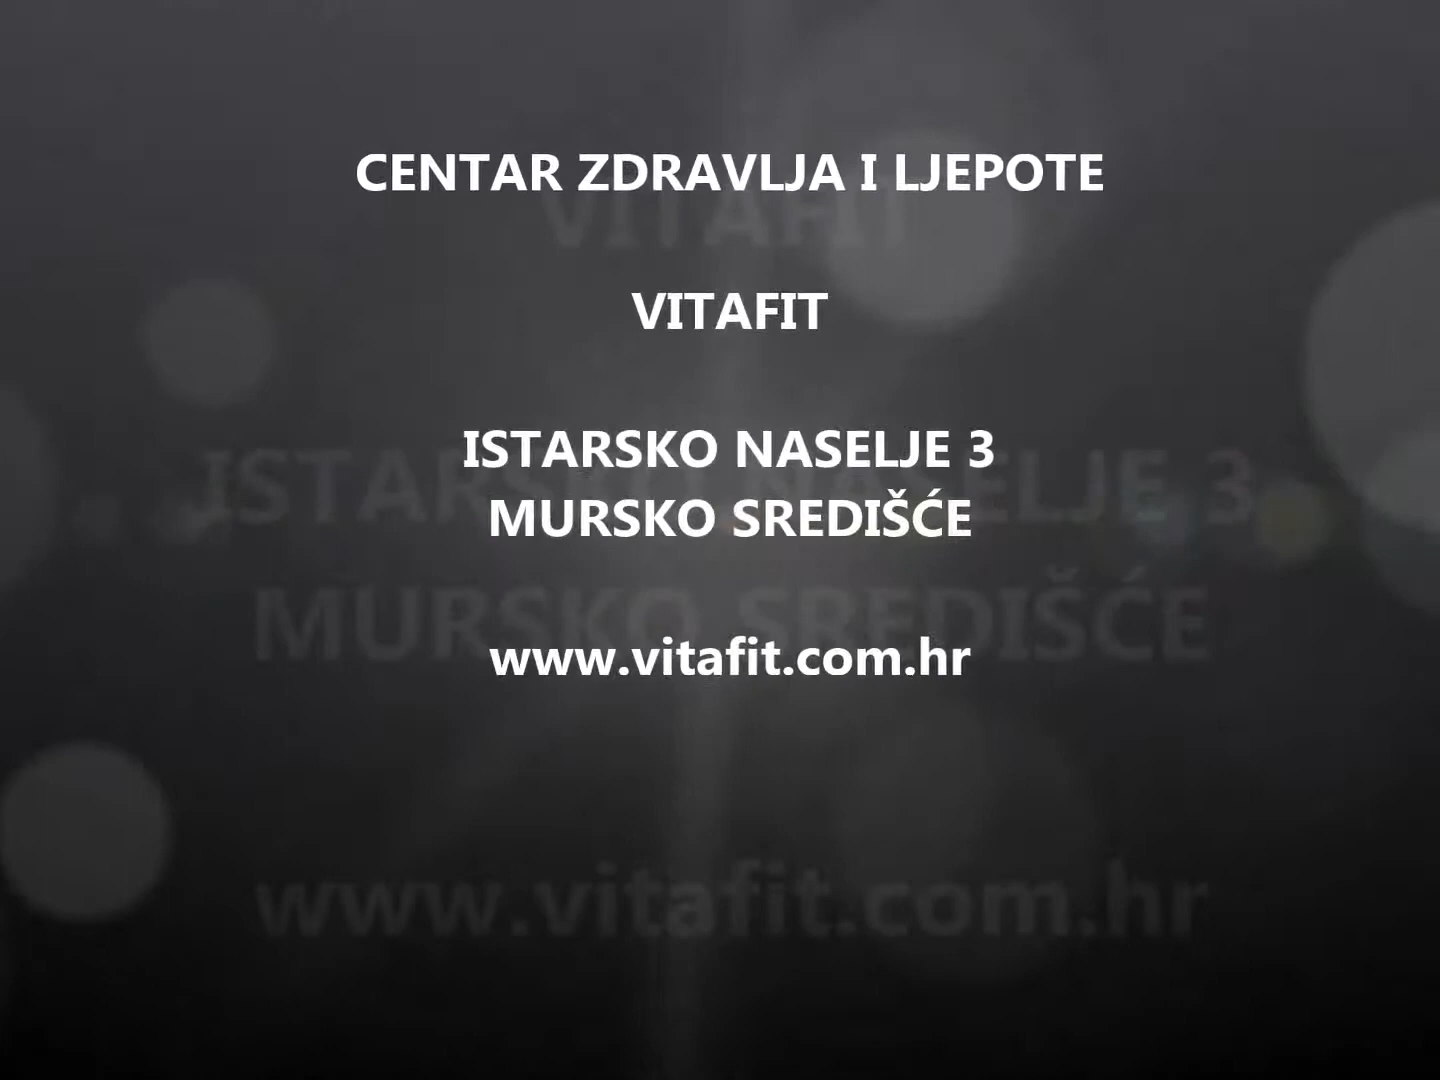 CENTAR ZDRAVLJA I LJEPOTE
VITAFIT
ISTARSKO NASELJE 3
MURSKO SREDIŠĆE
www.vitafit.com.hr